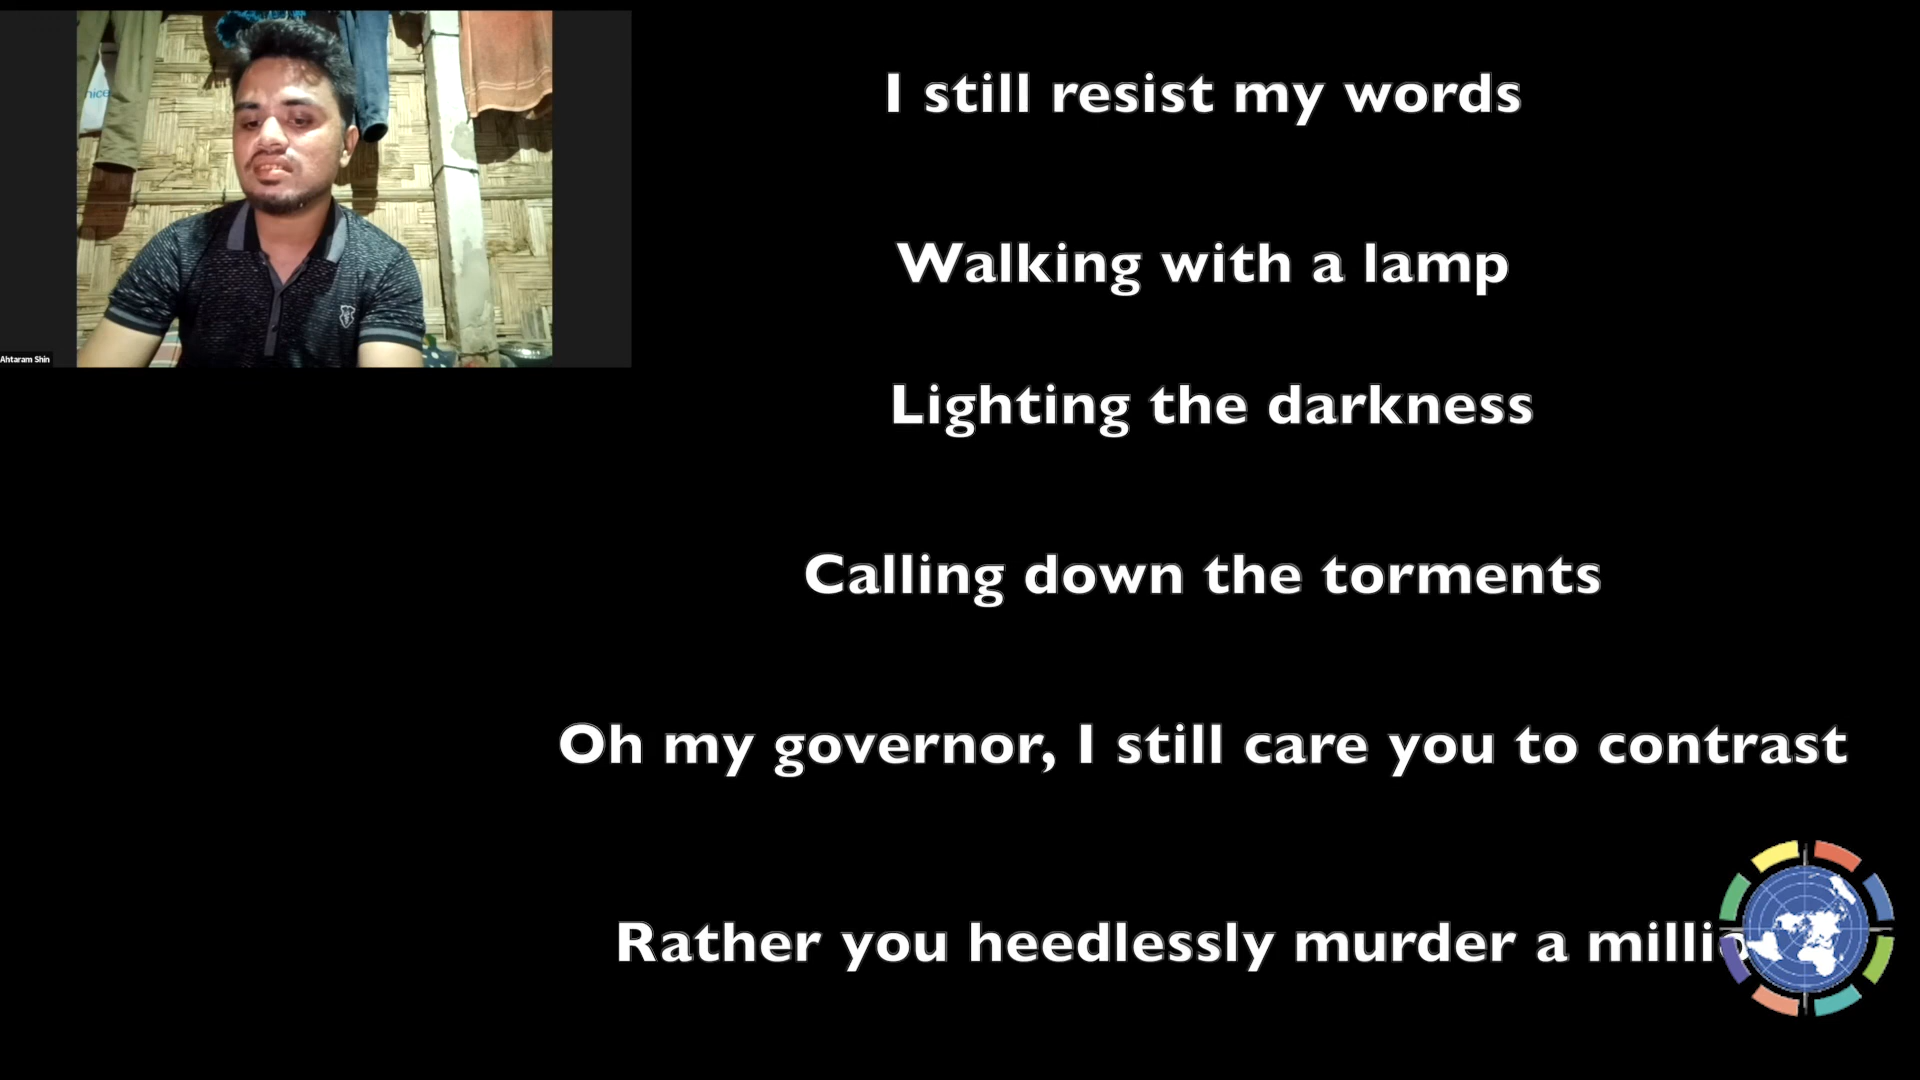 nice
Ahtaram Shin
I still resist my words
Walking with a lamp
Lighting the darkness
Calling down the torments
Oh my governor, I still care you to contrast
Rather you heedlessly murder a